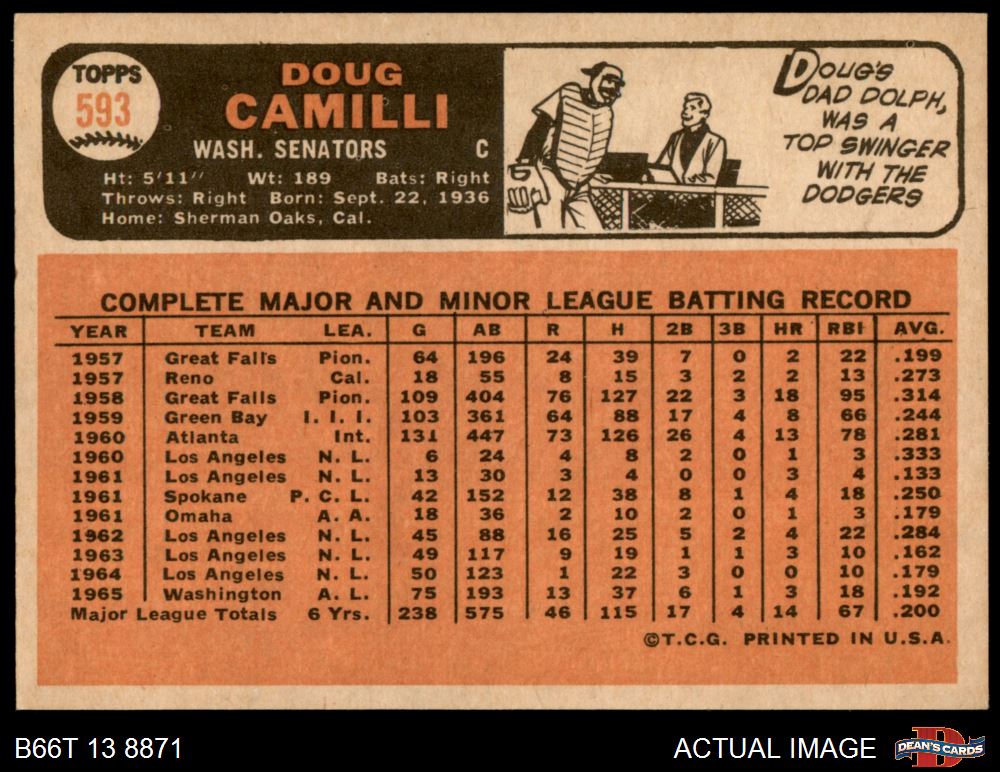 TOPPS
593
DOUG
CAMILLI
WASH. SENATORS C
Ht: 5'11" Wt: 189 Bats: Right
Throws: Right Born: Sept. 22, 1936
Home: Sherman Oaks, Cal.
DOUG'S
DAD DOLPH,
WAS A
TOP SWINGER
WITH THE
DODGERS
COMPLETE MAJOR AND MINOR LEAGUE BATTING RECORD
YEAR TEAM LEA. G AB R H 2B 3B HR RBI AVG.
1957 Great Falls Pion. 64 196 24 39 7 0 2 22 .199
1957 Reno Cal. 18 55 8 15 3 2 2 13 .273
1958 Great Falls Pion. 109 404 76 127 22 3 18 95 .314
1959 Green Bay I. I. I. 103 361 64 88 17 4 8 66 .244
1960 Atlanta Int. 131 447 73 126 26 4 13 78 .281
1960 Los Angeles N. L. 6 24 4 8 2 0 1 3 .333
1961 Los Angeles N. L. 13 30 3 4 0 0 3 4 .133
1961 Spokane P. C. L. 42 152 12 38 8 1 4 18 .250
1961 Omaha A. A. 18 36 2 10 2 0 1 3 .179
1962 Los Angeles N. L. 45 88 16 25 5 2 4 22 .284
1963 Los Angeles N. L. 49 117 9 19 1 1 3 10 .162
1964 Los Angeles N. L. 50 123 1 22 3 0 0 10 .179
1965 Washington A. L. 75 193 13 37 6 1 3 18 .192
Major League Totals 6 Yrs. 238 575 46 115 17 4 14 67 .200
©T.C.G. PRINTED IN U.S.A.
B66T 13 8871
ACTUAL IMAGE
DEAN'S CARDS